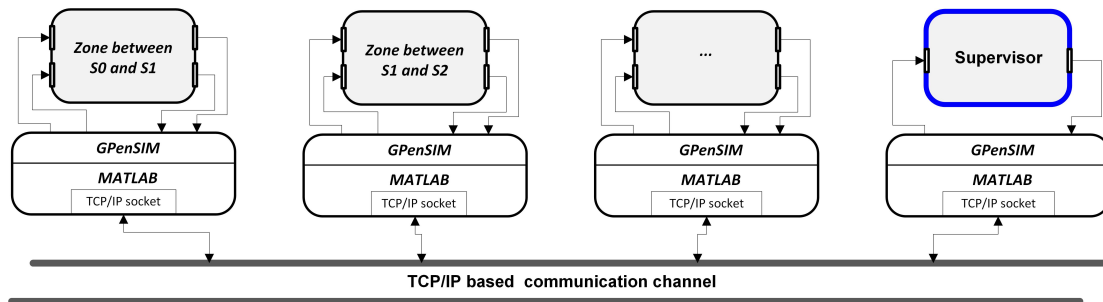 Zone between
S0 and S1
Zone between
S1 and S2
...
Supervisor
GPenSIM
MATLAB
TCP/IP socket
GPenSIM
MATLAB
TCP/IP socket
GPenSIM
MATLAB
TCP/IP socket
GPenSIM
MATLAB
TCP/IP socket
TCP/IP based communication channel